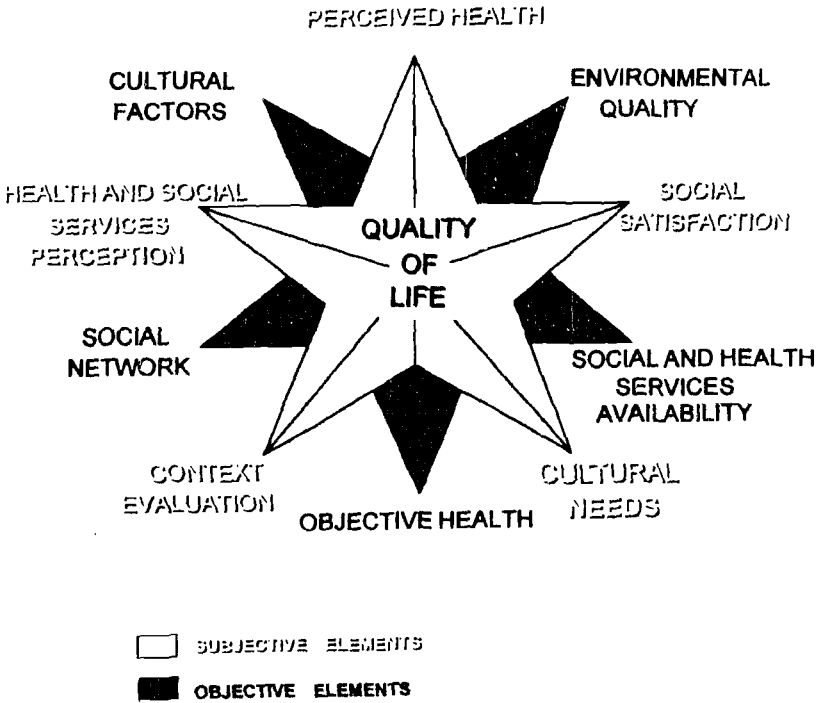 PERCEIVED HEALTH
CULTURAL
FACTORS
ENVIRONMENTAL
QUALITY
HEALTH AND SOCIAL
SERVICES
PERCEPTION
SOCIAL
SATISFACTION
QUALITY
OF
LIFE
SOCIAL
NETWORK
SOCIAL AND HEALTH
SERVICES
AVAILABILITY
CONTEXT
EVALUATION
CULTURAL
NEEDS
OBJECTIVE HEALTH
SUBJECTIVE ELEMENTS
OBJECTIVE ELEMENTS